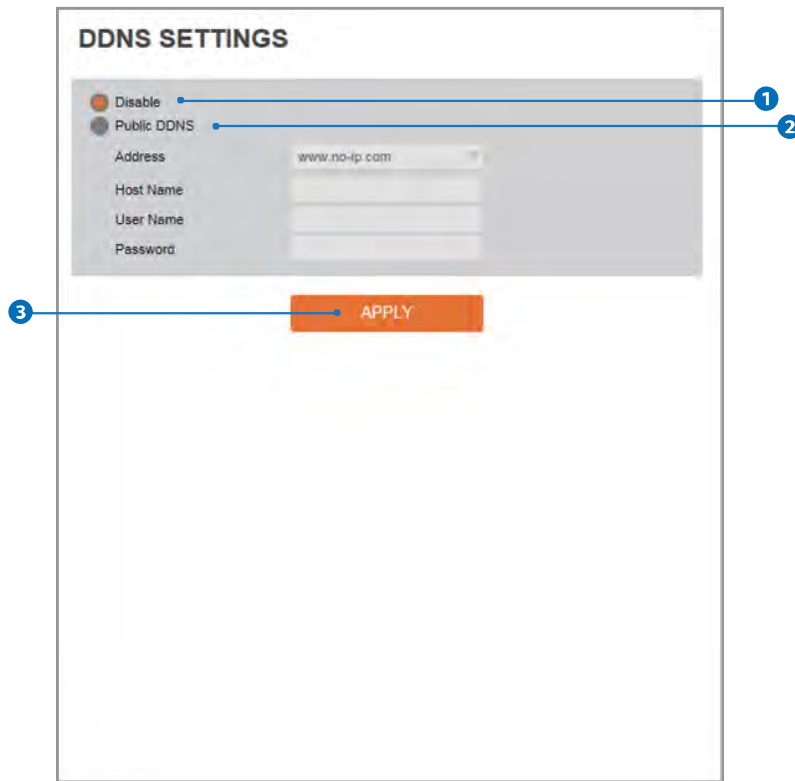 DDNS SETTINGS
Disable 1
Public DDNS 2
Address www.no-ip.com
Host Name
User Name
Password
3 APPLY